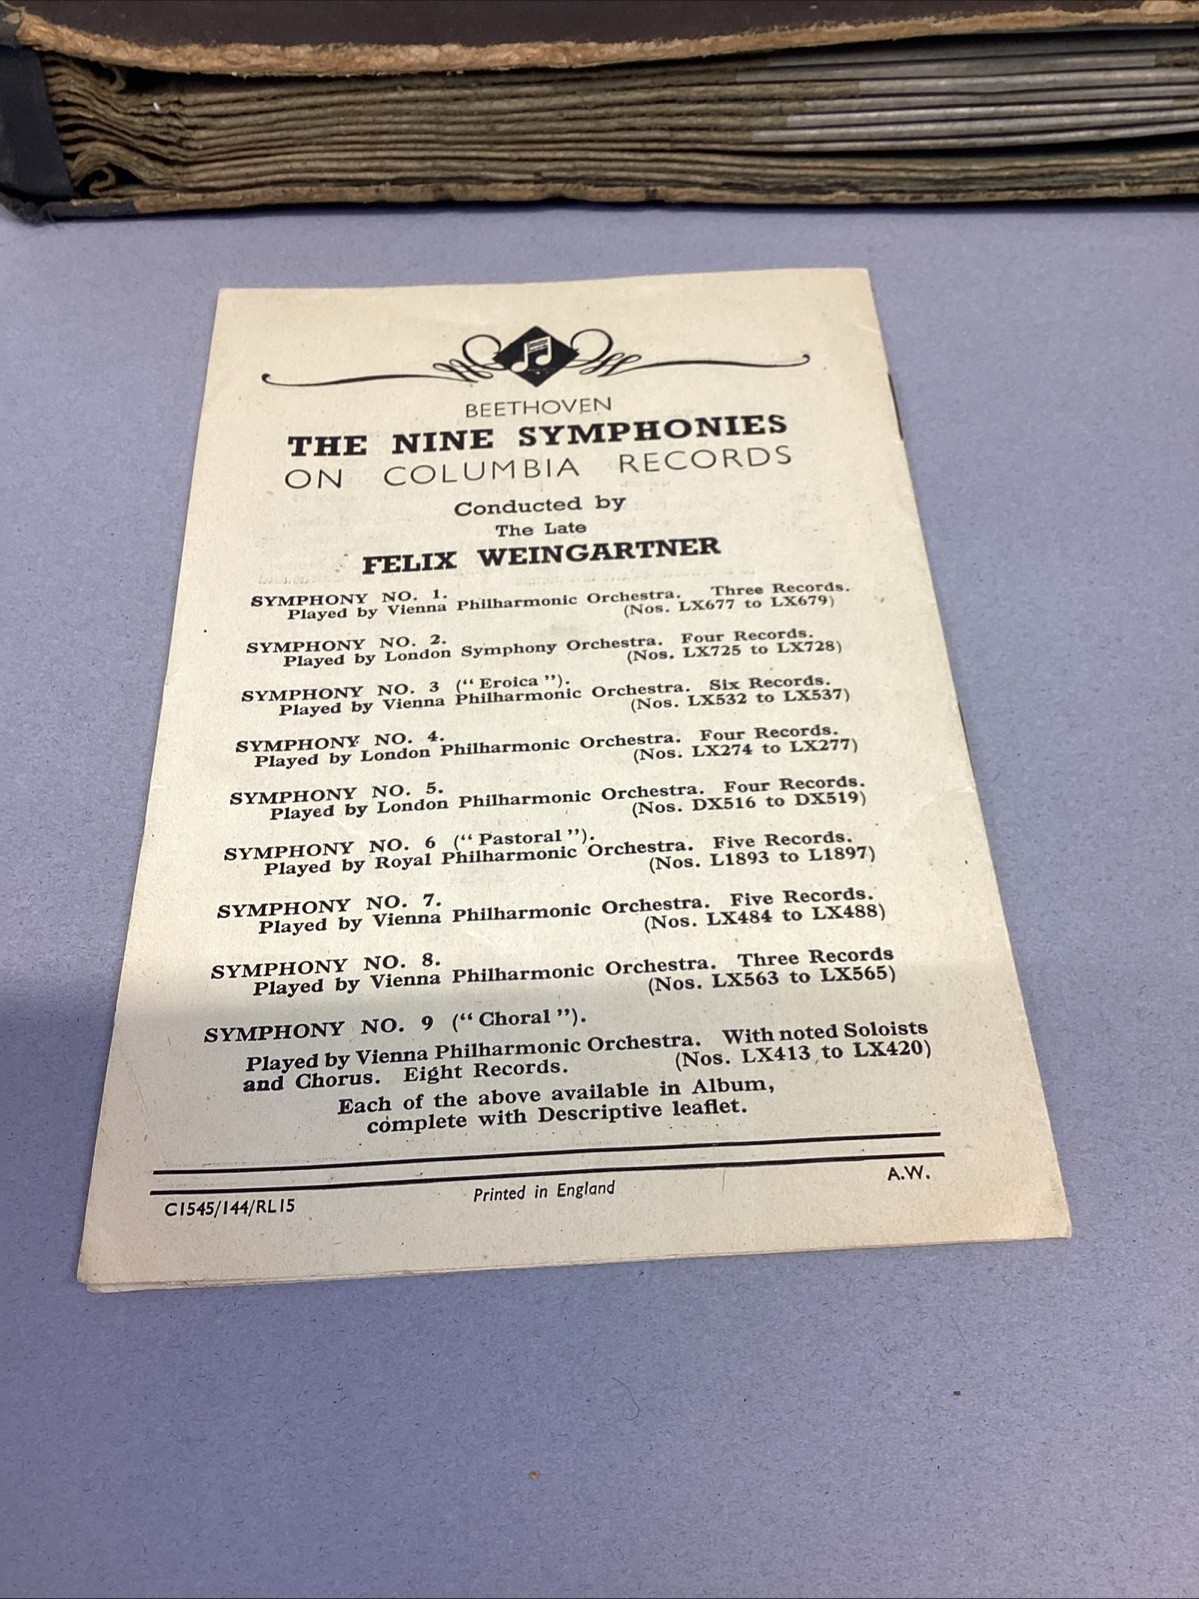 BEETHOVEN
THE NINE SYMPHONIES
ON COLUMBIA RECORDS
Conducted by
The Late
FELIX WEINGARTNER
SYMPHONY NO. 1.
Played by Vienna Philharmonic Orchestra. Three Records.
(Nos. LX677 to LX679)
SYMPHONY NO. 2.
Played by London Symphony Orchestra. Four Records.
(Nos. LX725 to LX728)
SYMPHONY NO. 3 (“Eroica”).
Played by Vienna Philharmonic Orchestra. Six Records.
(Nos. LX532 to LX537)
SYMPHONY NO. 4.
Played by London Philharmonic Orchestra. Four Records.
(Nos. LX274 to LX277)
SYMPHONY NO. 5.
Played by London Philharmonic Orchestra. Four Records.
(Nos. DX516 to DX519)
SYMPHONY NO. 6 (“Pastoral”).
Played by Royal Philharmonic Orchestra. Five Records.
(Nos. L1893 to L1897)
SYMPHONY NO. 7.
Played by Vienna Philharmonic Orchestra. Five Records.
(Nos. LX484 to LX488)
SYMPHONY NO. 8.
Played by Vienna Philharmonic Orchestra. Three Records
(Nos. LX563 to LX565)
SYMPHONY NO. 9 (“Choral”).
Played by Vienna Philharmonic Orchestra. With noted Soloists
and Chorus. Eight Records. (Nos. LX413 to LX420)
Each of the above available in Album,
complete with Descriptive leaflet.
C1545/144/RL15 Printed in England A.W.